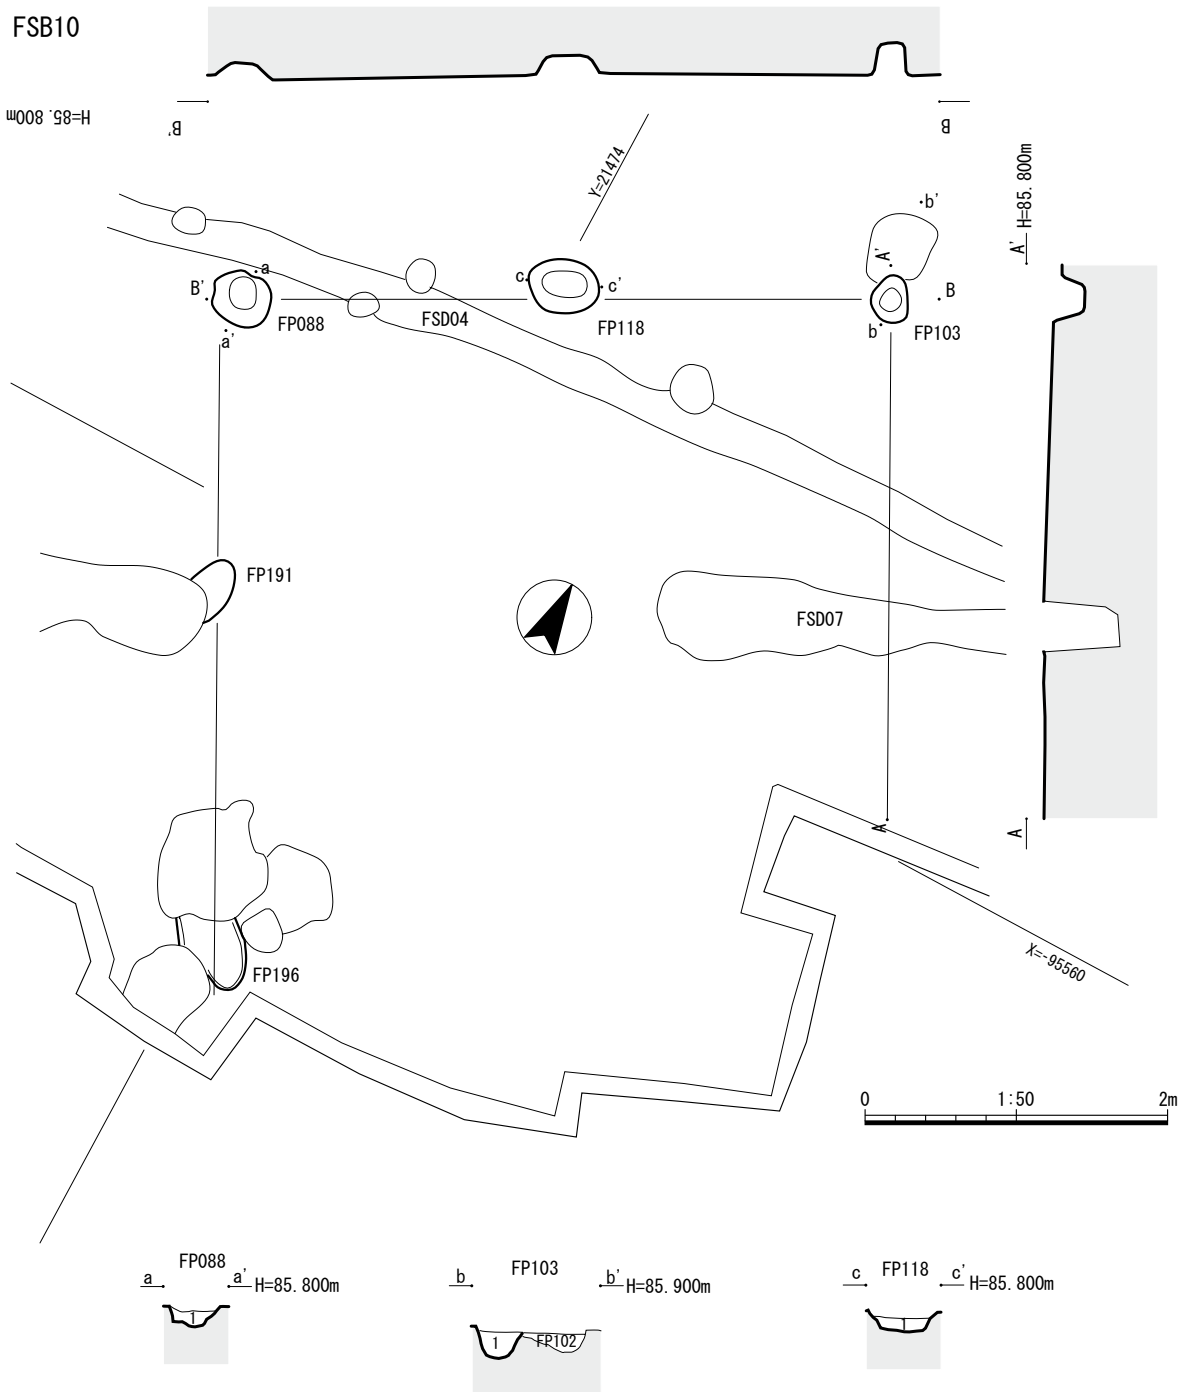 FSB10
H=85.800m
B'
B
Y=21474
H=85.800m
A'
b'
A'
a
B'
c
c'
B
FP088
FSD04
FP118
b
FP103
a'
FP191
FSD07
A
A
X=-95560
FP196
0 1:50 2m
FP088
a a' H=85.800m
1
FP103
b b' H=85.900m
1 FP102
FP118
c c' H=85.800m
1